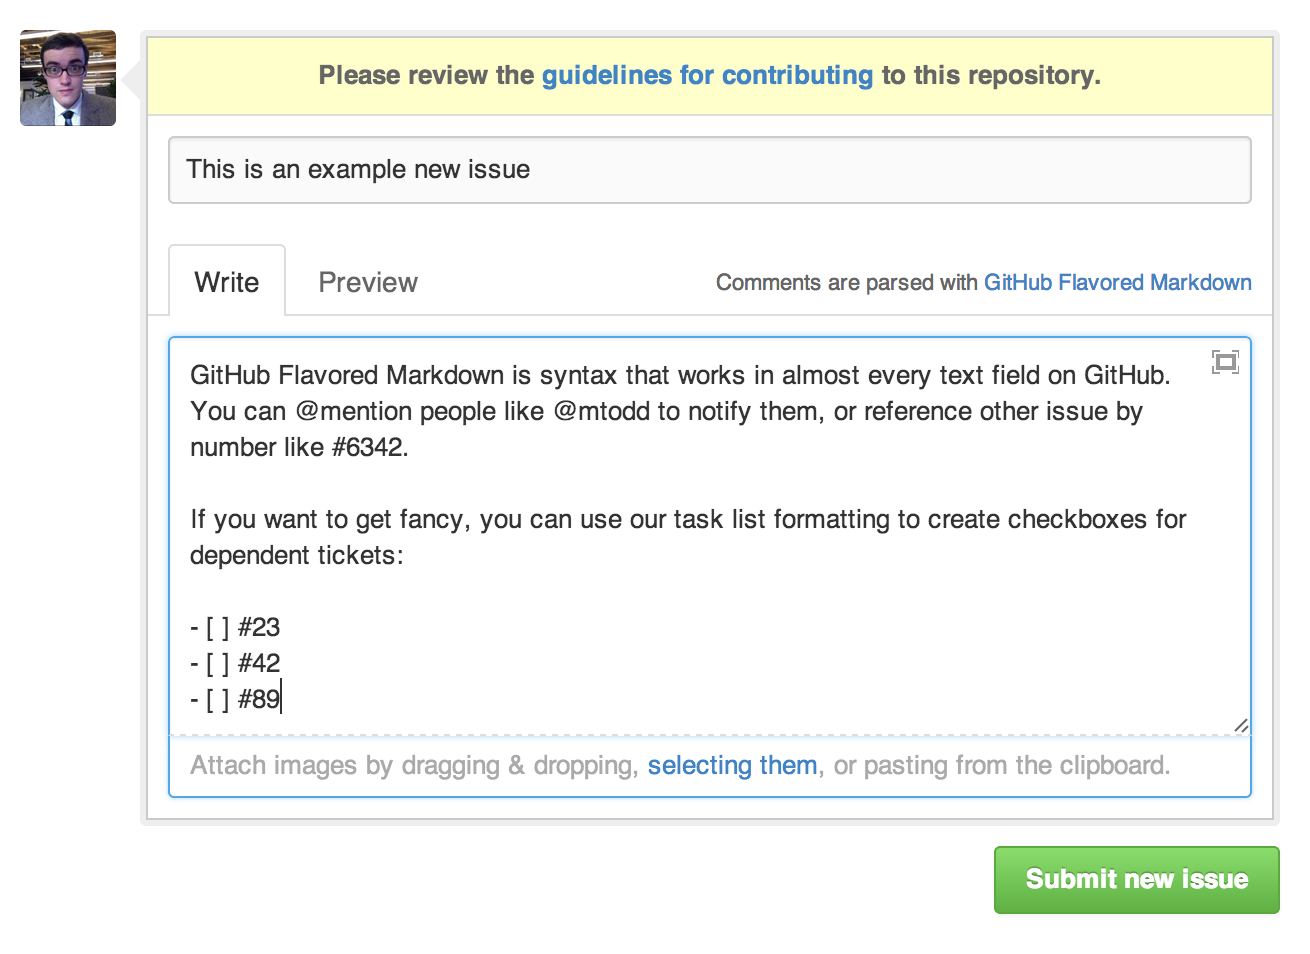 Please review the guidelines for contributing to this repository.
This is an example new issue
Write
Preview
Comments are parsed with GitHub Flavored Markdown
GitHub Flavored Markdown is syntax that works in almost every text field on GitHub.
You can @mention people like @mtodd to notify them, or reference other issue by
number like #6342.
If you want to get fancy, you can use our task list formatting to create checkboxes for
dependent tickets:
- [ ] #23
- [ ] #42
- [ ] #89
Attach images by dragging & dropping, selecting them, or pasting from the clipboard.
Submit new issue